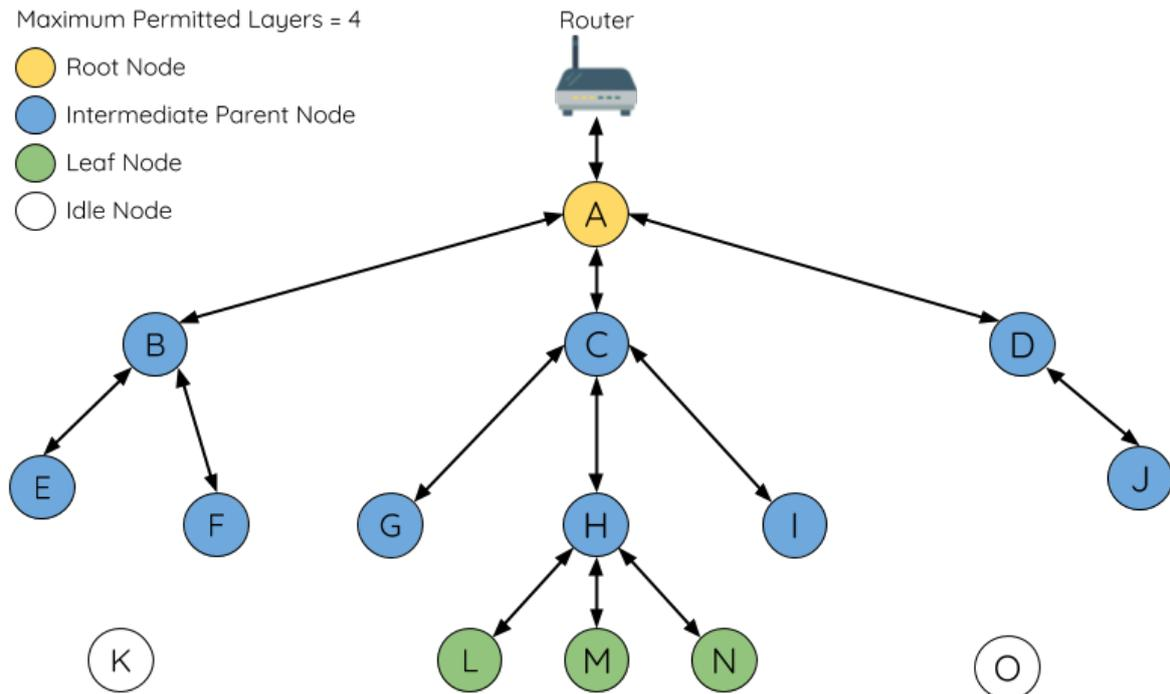 Maximum Permitted Layers = 4
Root Node
Intermediate Parent Node
Leaf Node
Idle Node
Router
A
B
C
D
E
F
G
H
I
J
K
L
M
N
O